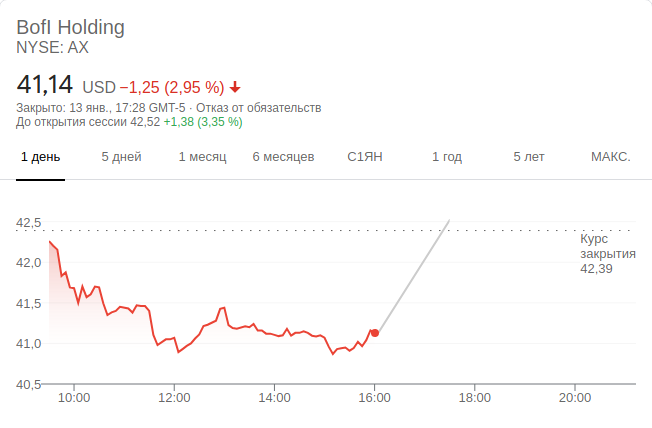 BofI Holding
NYSE: AX
41,14 USD −1,25 (2,95 %)
Закрыто: 13 янв., 17:28 GMT-5 · Отказ от обязательств
До открытия сессии 42,52 +1,38 (3,35 %)
1 день 5 дней 1 месяц 6 месяцев С1ЯН 1 год 5 лет МАКС.
42,5
Курс
закрытия
42,39
42,0
41,5
41,0
40,5
10:00 12:00 14:00 16:00 18:00 20:00